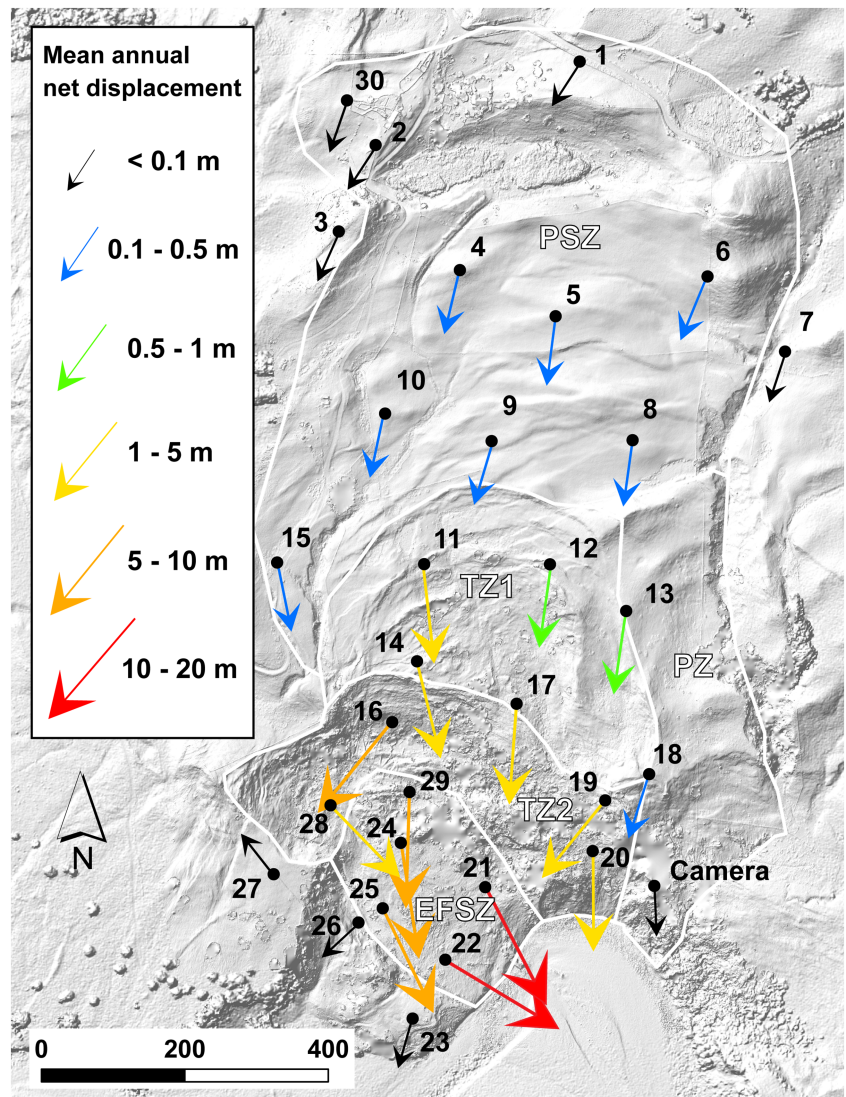 Mean annual
net displacement
< 0.1 m
0.1 - 0.5 m
0.5 - 1 m
1 - 5 m
5 - 10 m
10 - 20 m
1
30
2
3
PSZ
4
6
5
7
10
9
8
15
11
12
TZ1
13
14
PZ
17
16
18
29
19
TZ2
28
24
20
21
Camera
27
25
EFSZ
26
22
23
N
0 200 400